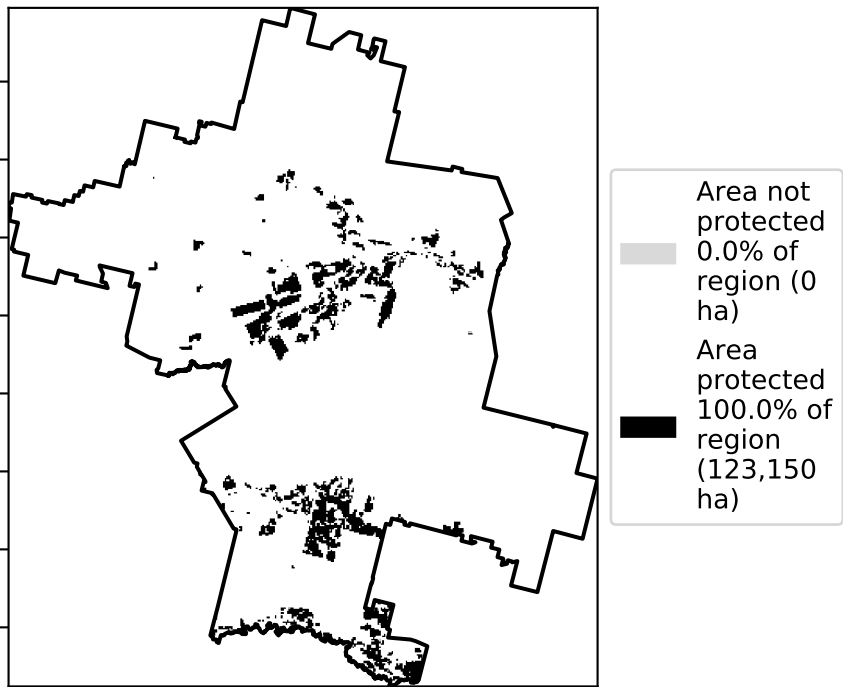 Area not
protected
0.0% of
region (0
ha)
Area
protected
100.0% of
region
(123,150
ha)